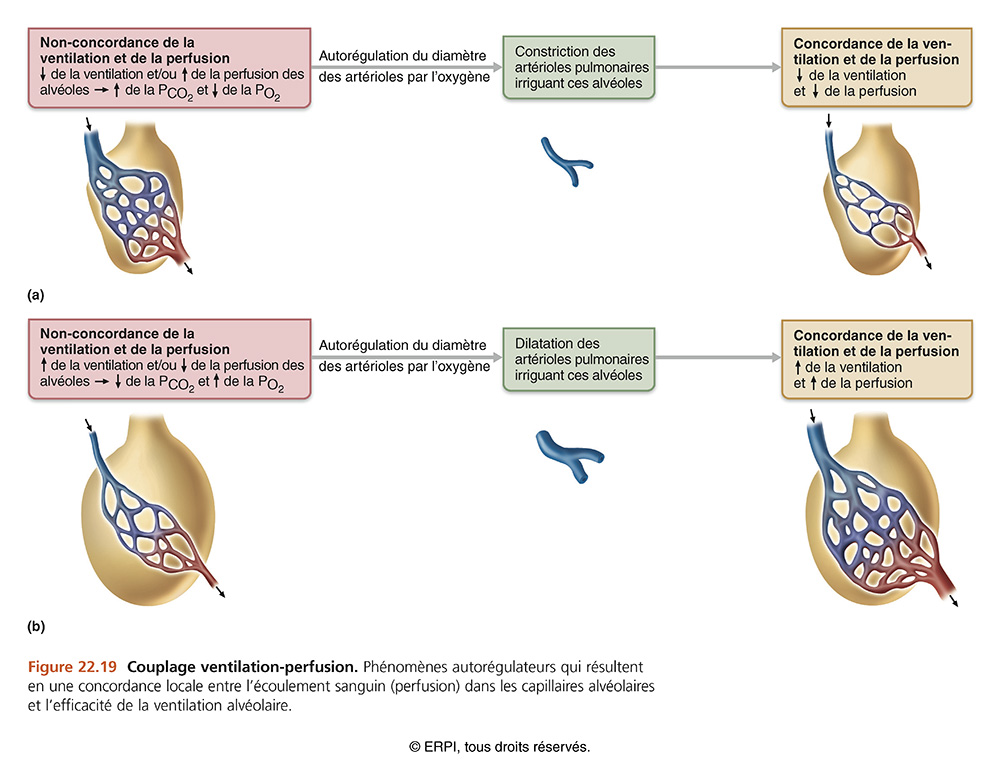 Non-concordance de la
ventilation et de la perfusion
↓ de la ventilation et/ou ↑ de la perfusion des
alvéoles → ↑ de la PCO2 et ↓ de la PO2
Autorégulation du diamètre
des artérioles par l'oxygène
Constriction des
artérioles pulmonaires
irriguant ces alvéoles
Concordance de la ven-
tilation et de la perfusion
↓ de la ventilation
et ↓ de la perfusion
(a)
Non-concordance de la
ventilation et de la perfusion
↑ de la ventilation et/ou ↓ de la perfusion des
alvéoles → ↓ de la PCO2 et ↑ de la PO2
Autorégulation du diamètre
des artérioles par l'oxygène
Dilatation des
artérioles pulmonaires
irriguant ces alvéoles
Concordance de la ven-
tilation et de la perfusion
↑ de la ventilation
et ↑ de la perfusion
(b)
Figure 22.19 Couplage ventilation-perfusion. Phénomènes autorégulateurs qui résultent
en une concordance locale entre l'écoulement sanguin (perfusion) dans les capillaires alvéolaires
et l'efficacité de la ventilation alvéolaire.
© ERPI, tous droits réservés.